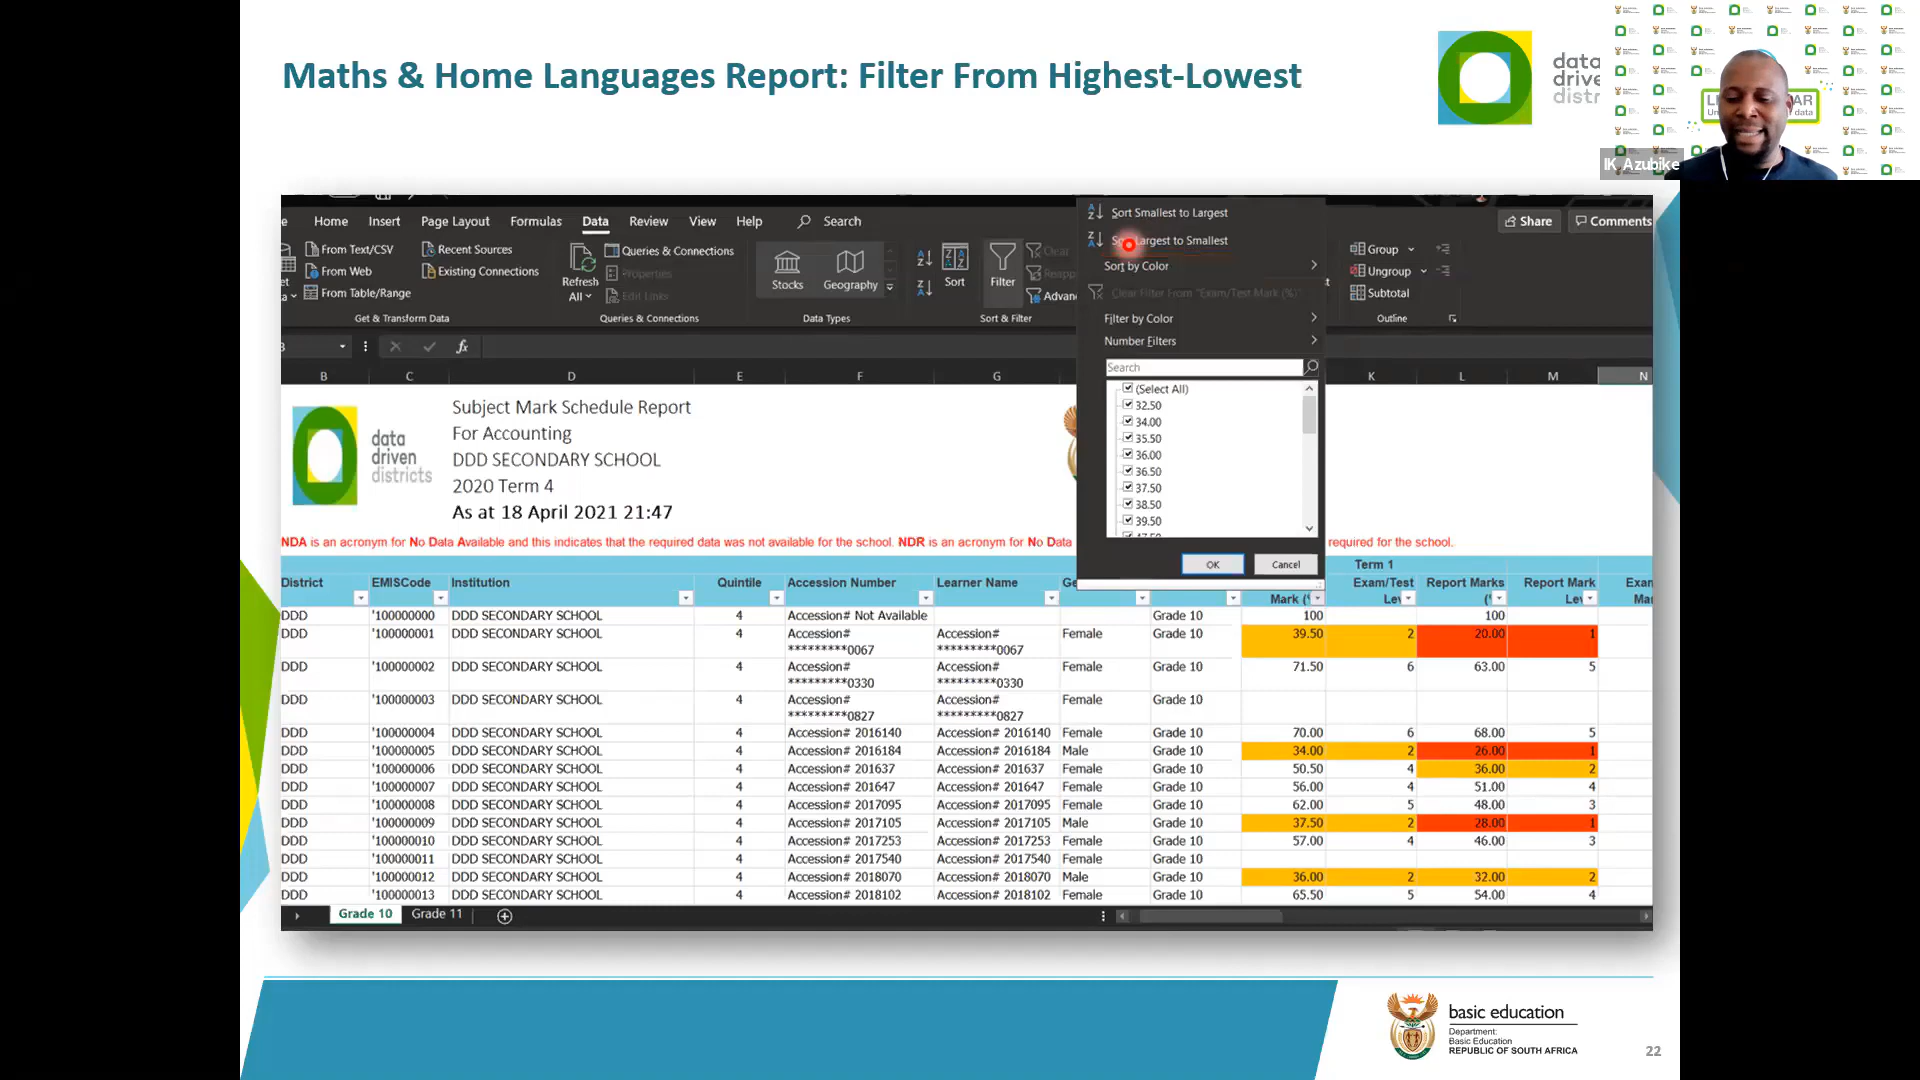 Maths & Home Languages Report: Filter From Highest-Lowest
data
driven
IK_Azubike
Home Insert Page Layout Formulas Data Review View Help Search
Share Comments
From Text/CSV
From Web
From Table/Range
Recent Sources
Existing Connections
Get & Transform Data
Refresh
All
Queries & Connections
Properties
Edit Links
Queries & Connections
Stocks Geography
Data Types
Sort
Filter
Clear
Sort & Filter
Sort Smallest to Largest
Largest to Smallest
Sort by Color
Clear Filter From "Exam/Test Mark (%)"
Filter by Color
Number Filters
Search
(Select All)
32.50
34.00
35.50
36.00
36.50
37.50
38.50
39.50
OK Cancel
Group
Ungroup
Subtotal
Outline
B C D E F G K L M N
data
driven
districts
Subject Mark Schedule Report
For Accounting
DDD SECONDARY SCHOOL
2020 Term 4
As at 18 April 2021 21:47
NDA is an acronym for No Data Available and this indicates that the required data was not available for the school. NDR is an acronym for No Data required for the school.
Term 1
District EMISCode Institution Quintile Accession Number Learner Name Ge Mark (% Exam/Test Lev Report Marks (% Report Mark Lev Exam
DDD '100000000 DDD SECONDARY SCHOOL 4 Accession# Not Available Grade 10 100 100
DDD '100000001 DDD SECONDARY SCHOOL 4 Accession# *********0067 Accession# *********0067 Female Grade 10 39.50 2 20.00 1
DDD '100000002 DDD SECONDARY SCHOOL 4 Accession# *********0330 Accession# *********0330 Female Grade 10 71.50 6 63.00 5
DDD '100000003 DDD SECONDARY SCHOOL 4 Accession# *********0827 Accession# *********0827 Female Grade 10
DDD '100000004 DDD SECONDARY SCHOOL 4 Accession# 2016140 Accession# 2016140 Female Grade 10 70.00 6 68.00 5
DDD '100000005 DDD SECONDARY SCHOOL 4 Accession# 2016184 Accession# 2016184 Male Grade 10 34.00 2 26.00 1
DDD '100000006 DDD SECONDARY SCHOOL 4 Accession# 201637 Accession# 201637 Female Grade 10 50.50 4 36.00 2
DDD '100000007 DDD SECONDARY SCHOOL 4 Accession# 201647 Accession# 201647 Female Grade 10 56.00 4 51.00 4
DDD '100000008 DDD SECONDARY SCHOOL 4 Accession# 2017095 Accession# 2017095 Female Grade 10 62.00 5 48.00 3
DDD '100000009 DDD SECONDARY SCHOOL 4 Accession# 2017105 Accession# 2017105 Male Grade 10 37.50 2 28.00 1
DDD '100000010 DDD SECONDARY SCHOOL 4 Accession# 2017253 Accession# 2017253 Female Grade 10 57.00 4 46.00 3
DDD '100000011 DDD SECONDARY SCHOOL 4 Accession# 2017540 Accession# 2017540 Female Grade 10
DDD '100000012 DDD SECONDARY SCHOOL 4 Accession# 2018070 Accession# 2018070 Male Grade 10 36.00 2 32.00 2
DDD '100000013 DDD SECONDARY SCHOOL 4 Accession# 2018102 Accession# 2018102 Female Grade 10 65.50 5 54.00 4
Grade 10 Grade 11
basic education
Department:
Basic Education
REPUBLIC OF SOUTH AFRICA
22